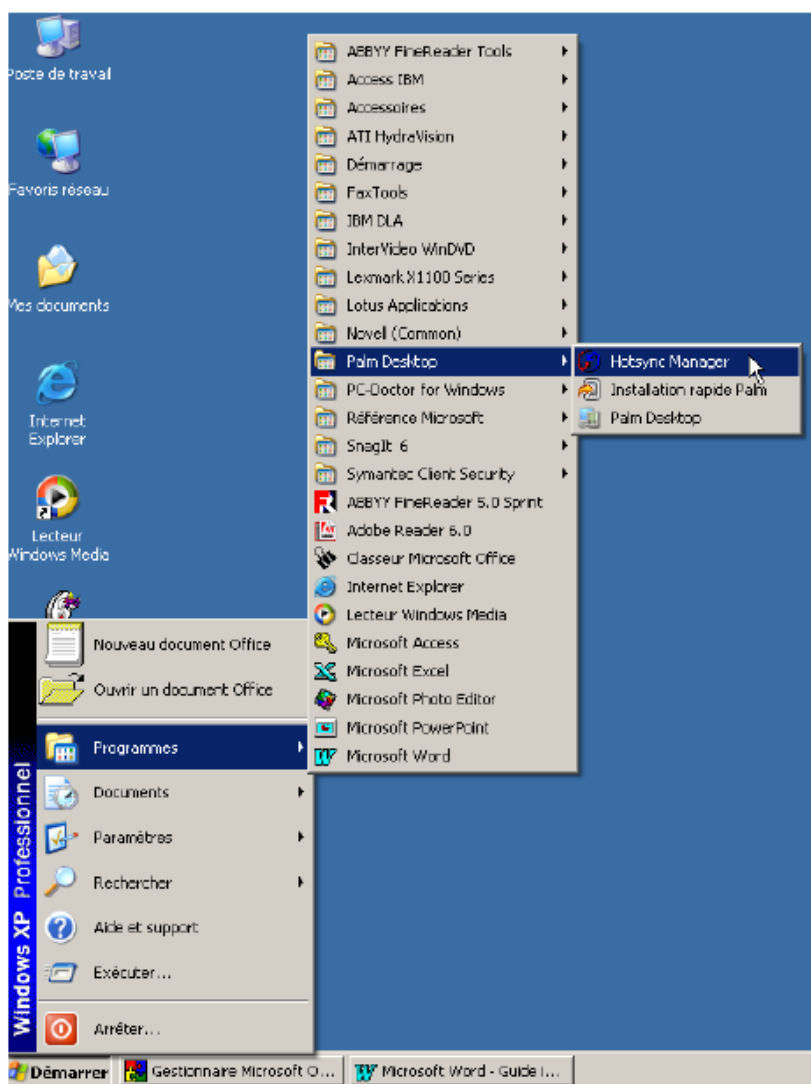 Poste de travail
Favoris réseau
Mes documents
Internet
Explorer
Lecteur
Windows Media
ABBYY FineReader Tools
Access IBM
Accessoires
ATI HydraVision
Démarrage
FaxTools
IBM DLA
InterVideo WinDVD
Lexmark X1100 Series
Lotus Applications
Novell (Common)
Palm Desktop
PC-Doctor for Windows
Référence Microsoft
SnagIt 6
Symantec Client Security
ABBYY FineReader 5.0 Sprint
Adobe Reader 6.0
Classeur Microsoft Office
Internet Explorer
Lecteur Windows Media
Microsoft Access
Microsoft Excel
Microsoft Photo Editor
Microsoft PowerPoint
Microsoft Word
Hotsync Manager
Installation rapide Palm
Palm Desktop
Nouveau document Office
Ouvrir un document Office
Programmes
Documents
Paramètres
Rechercher
Aide et support
Exécuter...
Arrêter...
Windows XP Professionnel
Démarrer
Gestionnaire Microsoft O...
Microsoft Word - Guide i...